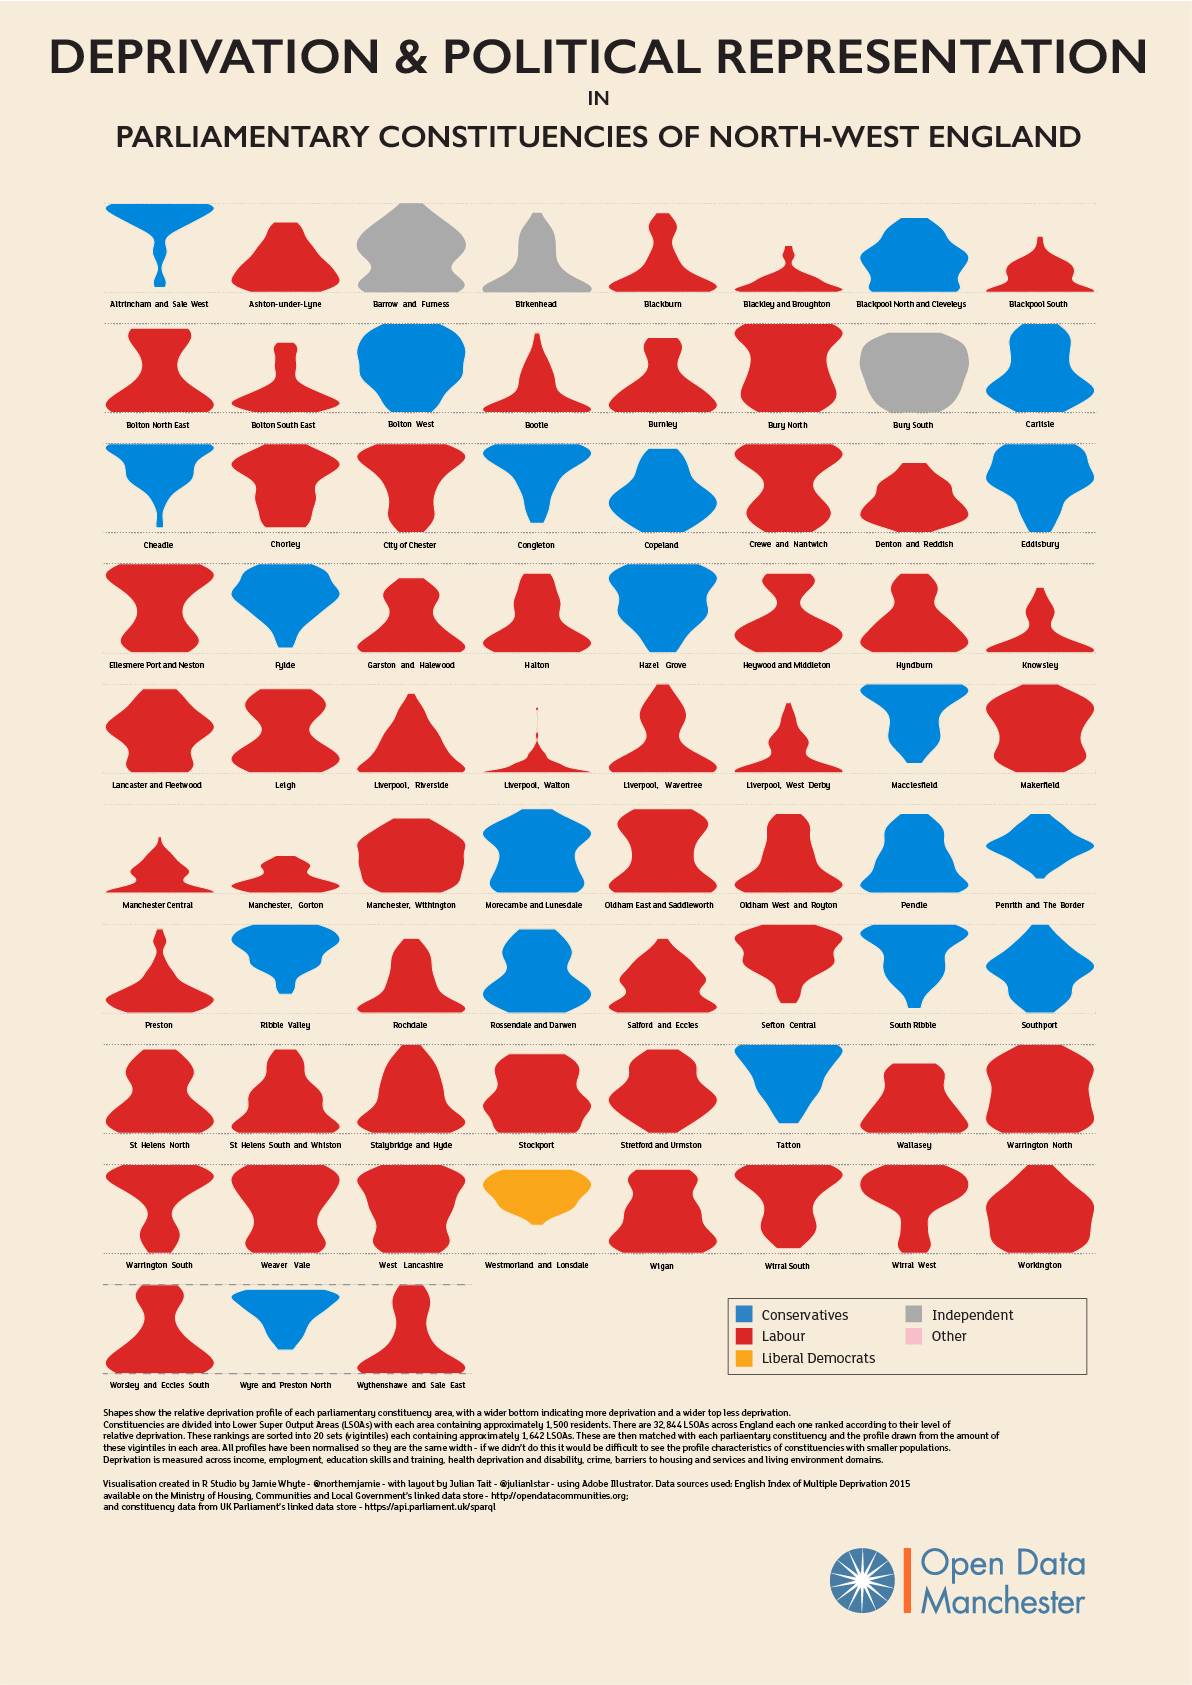 DEPRIVATION & POLITICAL REPRESENTATION
IN
PARLIAMENTARY CONSTITUENCIES OF NORTH-WEST ENGLAND
Altrincham and Sale West Ashton-under-Lyne Barrow and Furness Birkenhead Blackburn Blackley and Broughton Blackpool North and Cleveleys Blackpool South
Bolton North East Bolton South East Bolton West Bootle Burnley Bury North Bury South Carlisle
Cheadle Chorley City of Chester Congleton Copeland Crewe and Nantwich Denton and Reddish Eddisbury
Ellesmere Port and Neston Fylde Garston and Halewood Halton Hazel Grove Heywood and Middleton Hyndburn Knowsley
Lancaster and Fleetwood Leigh Liverpool, Riverside Liverpool, Walton Liverpool, Wavertree Liverpool, West Derby Macclesfield Makerfield
Manchester Central Manchester, Gorton Manchester, Withington Morecambe and Lunesdale Oldham East and Saddleworth Oldham West and Royton Pendle Penrith and The Border
Preston Ribble Valley Rochdale Rossendale and Darwen Salford and Eccles Sefton Central South Ribble Southport
St Helens North St Helens South and Whiston Stalybridge and Hyde Stockport Stretford and Urmston Tatton Wallasey Warrington North
Warrington South Weaver Vale West Lancashire Westmorland and Lonsdale Wigan Wirral South Wirral West Workington
Worsley and Eccles South Wyre and Preston North Wythenshawe and Sale East
Conservatives Independent
Labour Other
Liberal Democrats
Shapes show the relative deprivation profile of each parliamentary constituency area, with a wider bottom indicating more deprivation and a wider top less deprivation.
Constituencies are divided into Lower Super Output Areas (LSOAs) with each area containing approximately 1,500 residents. There are 32,844 LSOAs across England each one ranked according to their level of
relative deprivation. These rankings are sorted into 20 sets (vigintiles) each containing approximately 1,642 LSOAs. These are then matched with each parliaentary constituency and the profile drawn from the amount of
these vigintiles in each area. All profiles have been normalised so they are the same width - if we didn't do this it would be difficult to see the profile characteristics of constituencies with smaller populations.
Deprivation is measured across income, employment, education skills and training, health deprivation and disability, crime, barriers to housing and services and living environment domains.
Visualisation created in R Studio by Jamie Whyte - @northernjamie - with layout by Julian Tait - @julianlstar - using Adobe Illustrator. Data sources used: English Index of Multiple Deprivation 2015
available on the Ministry of Housing, Communities and Local Government's linked data store - http://opendatacommunities.org;
and constituency data from UK Parliament's linked data store - https://api.parliament.uk/sparql
Open Data
Manchester